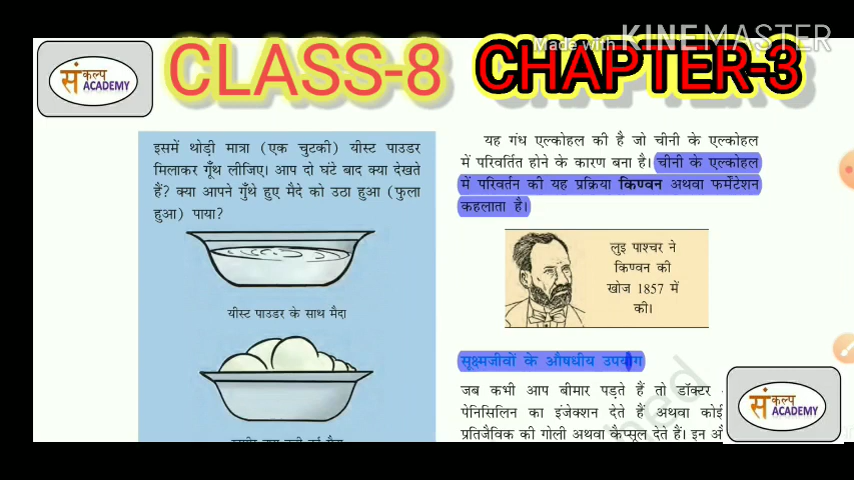 Made with KINEMASTER
संकल्प
ACADEMY
CLASS-8
CHAPTER-3
इसमें थोड़ी मात्रा (एक चुटकी) यीस्ट पाउडर
मिलाकर गूँथ लीजिए। आप दो घंटे बाद क्या देखते
हैं? क्या आपने गुँथे हुए मैदे को उठा हुआ (फुला
हुआ) पाया?
यीस्ट पाउडर के साथ मैदा
यह गंध एल्कोहल की है जो चीनी के एल्कोहल
में परिवर्तित होने के कारण बना है। चीनी के एल्कोहल
में परिवर्तन की यह प्रक्रिया किण्वन अथवा फर्मेंटेशन
कहलाता है।
लुइ पाश्चर ने
किण्वन की
खोज 1857 में
की।
सूक्ष्मजीवों के औषधीय उपयोग
जब कभी आप बीमार पड़ते हैं तो डॉक्टर
पेनिसिलिन का इंजेक्शन देते हैं अथवा कोई
प्रतिजैविक की गोली अथवा कैप्सूल देते हैं। इन
संकल्प
ACADEMY